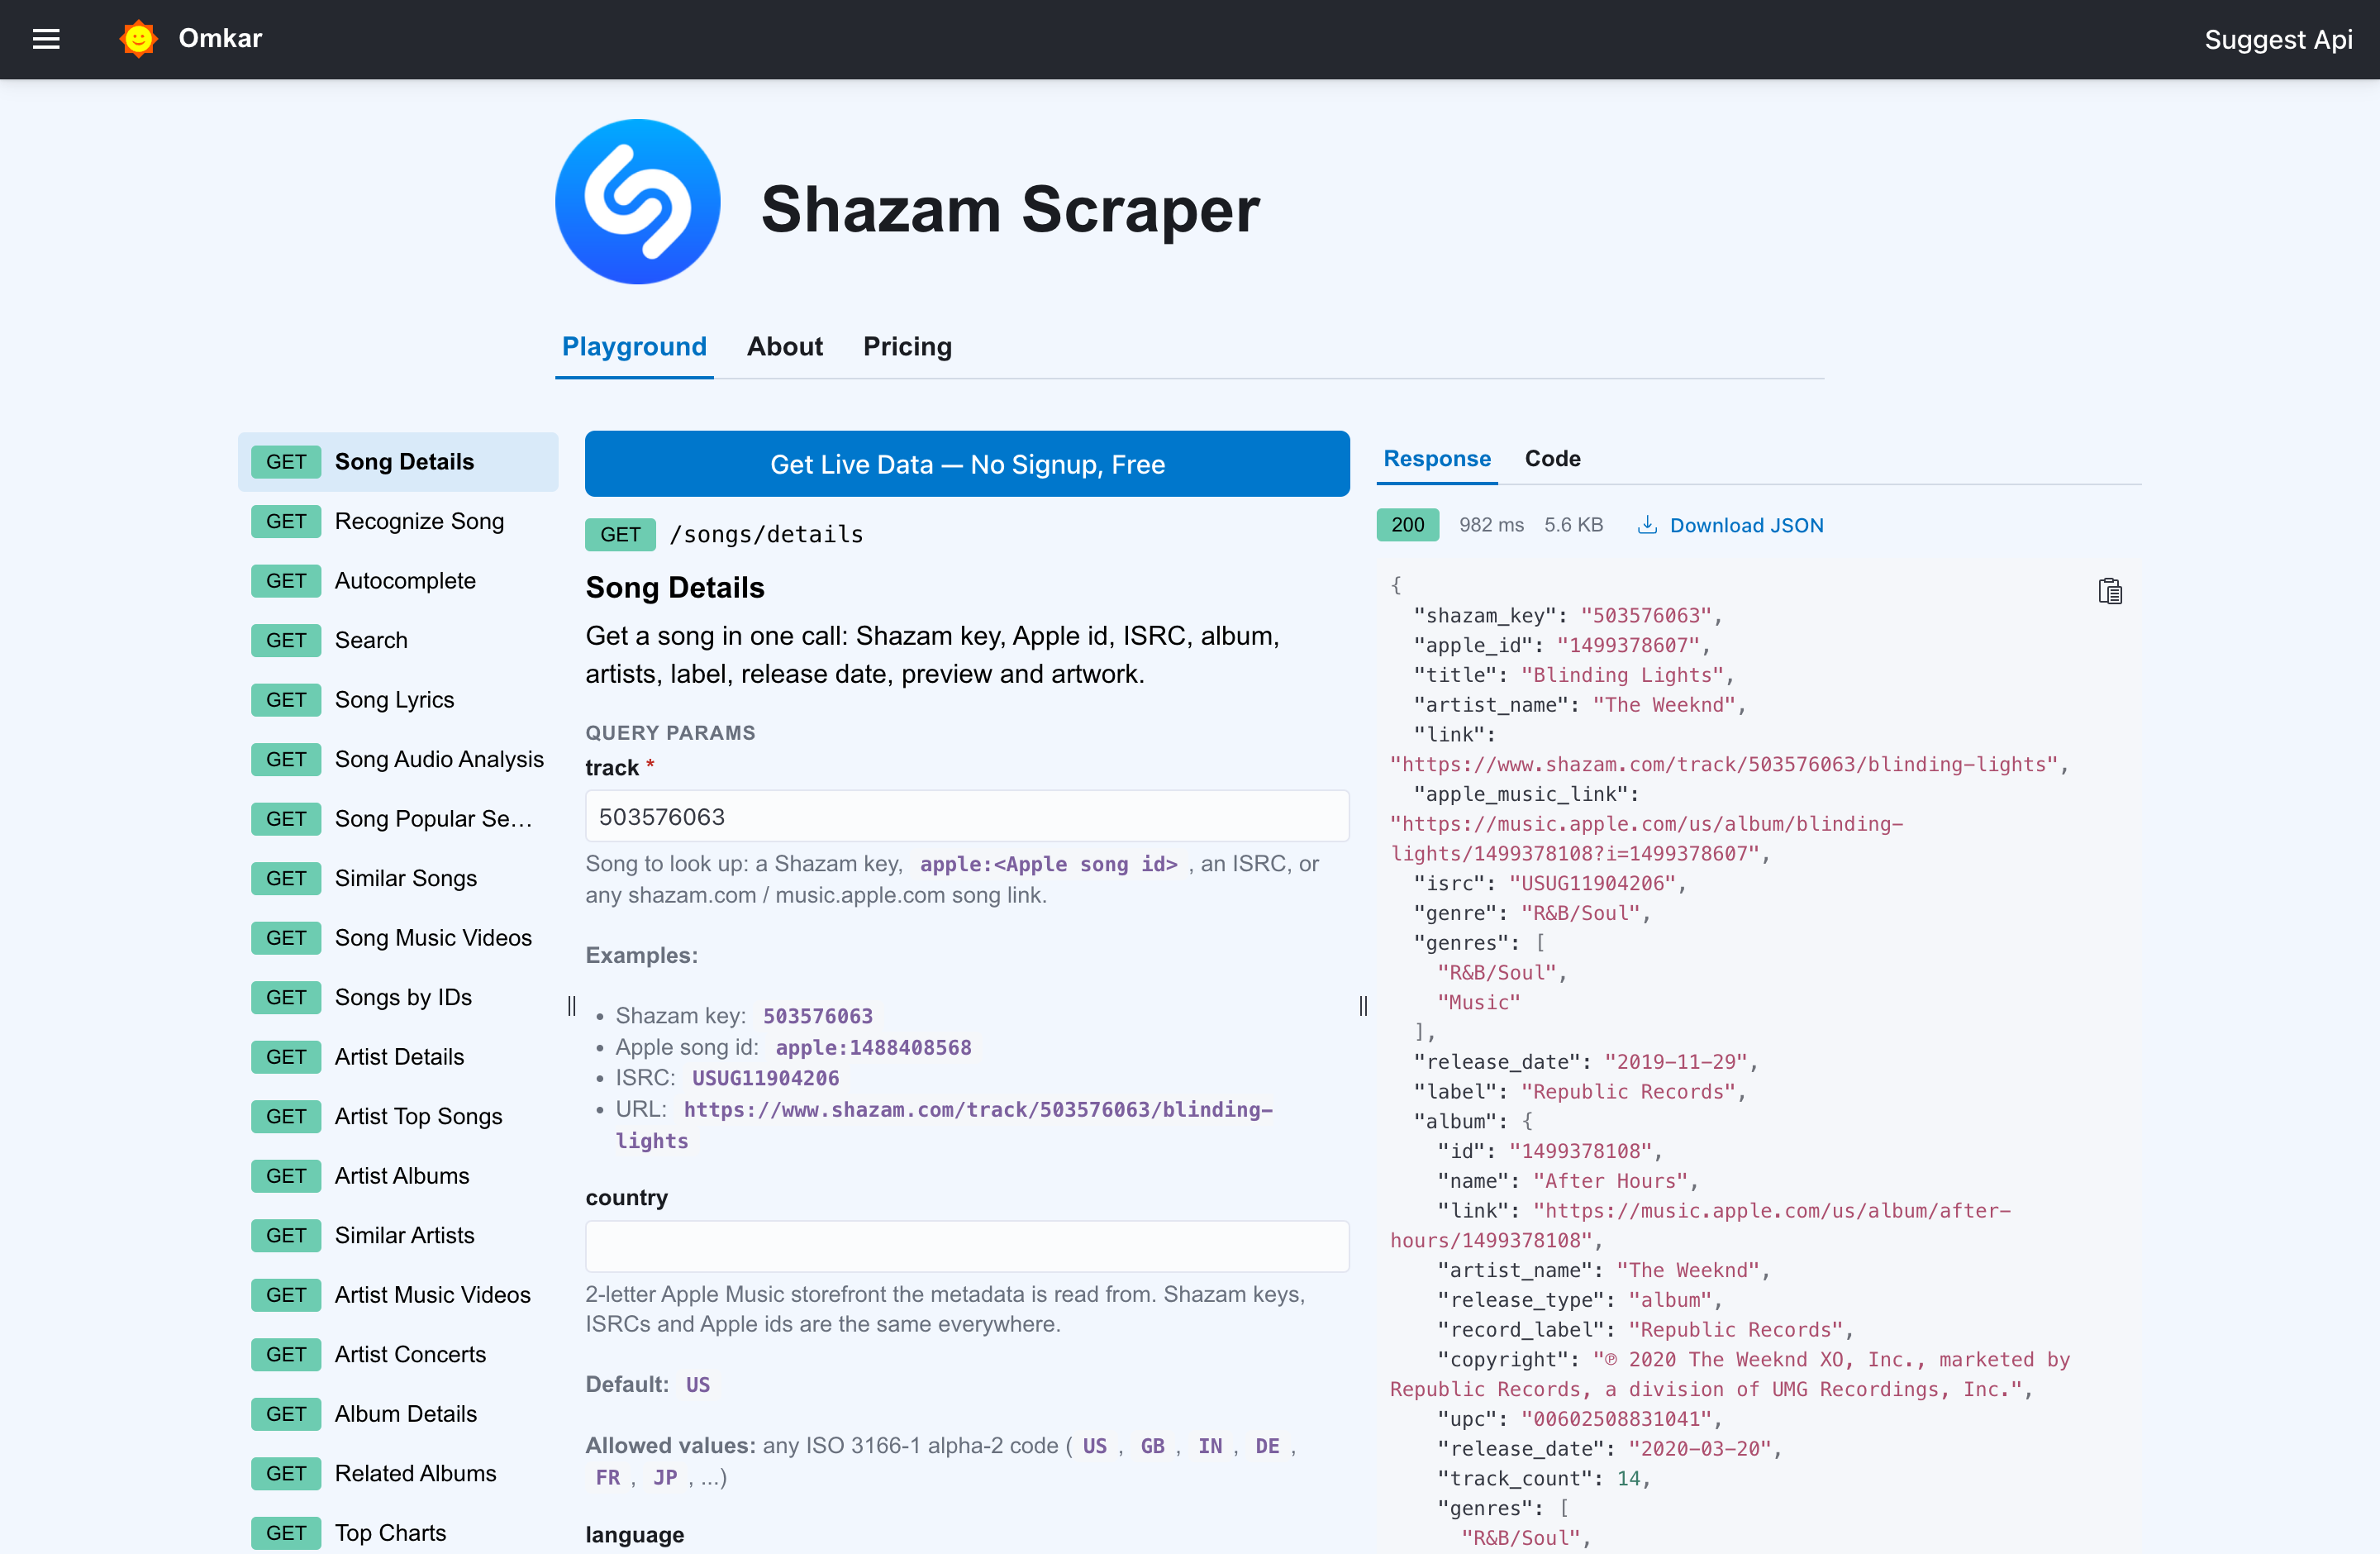 Omkar
Suggest Api
Shazam Scraper
Playground
About
Pricing
GET Song Details
GET Recognize Song
GET Autocomplete
GET Search
GET Song Lyrics
GET Song Audio Analysis
GET Song Popular Se…
GET Similar Songs
GET Song Music Videos
GET Songs by IDs
GET Artist Details
GET Artist Top Songs
GET Artist Albums
GET Similar Artists
GET Artist Music Videos
GET Artist Concerts
GET Album Details
GET Related Albums
GET Top Charts
Get Live Data — No Signup, Free
GET /songs/details
Song Details
Get a song in one call: Shazam key, Apple id, ISRC, album,
artists, label, release date, preview and artwork.
QUERY PARAMS
track *
503576063
Song to look up: a Shazam key, apple:<Apple song id> , an ISRC, or
any shazam.com / music.apple.com song link.
Examples:
• Shazam key: 503576063
• Apple song id: apple:1488408568
• ISRC: USUG11904206
• URL: https://www.shazam.com/track/503576063/blinding-
lights
country
2-letter Apple Music storefront the metadata is read from. Shazam keys,
ISRCs and Apple ids are the same everywhere.
Default: US
Allowed values: any ISO 3166-1 alpha-2 code ( US , GB , IN , DE ,
FR , JP , ...)
language
Response
Code
200 982 ms 5.6 KB Download JSON
{
"shazam_key": "503576063",
"apple_id": "1499378607",
"title": "Blinding Lights",
"artist_name": "The Weeknd",
"link":
"https://www.shazam.com/track/503576063/blinding-lights",
"apple_music_link":
"https://music.apple.com/us/album/blinding-
lights/1499378108?i=1499378607",
"isrc": "USUG11904206",
"genre": "R&B/Soul",
"genres": [
"R&B/Soul",
"Music"
],
"release_date": "2019-11-29",
"label": "Republic Records",
"album": {
"id": "1499378108",
"name": "After Hours",
"link": "https://music.apple.com/us/album/after-
hours/1499378108",
"artist_name": "The Weeknd",
"release_type": "album",
"record_label": "Republic Records",
"copyright": "℗ 2020 The Weeknd XO, Inc., marketed by
Republic Records, a division of UMG Recordings, Inc.",
"upc": "00602508831041",
"release_date": "2020-03-20",
"track_count": 14,
"genres": [
"R&B/Soul",